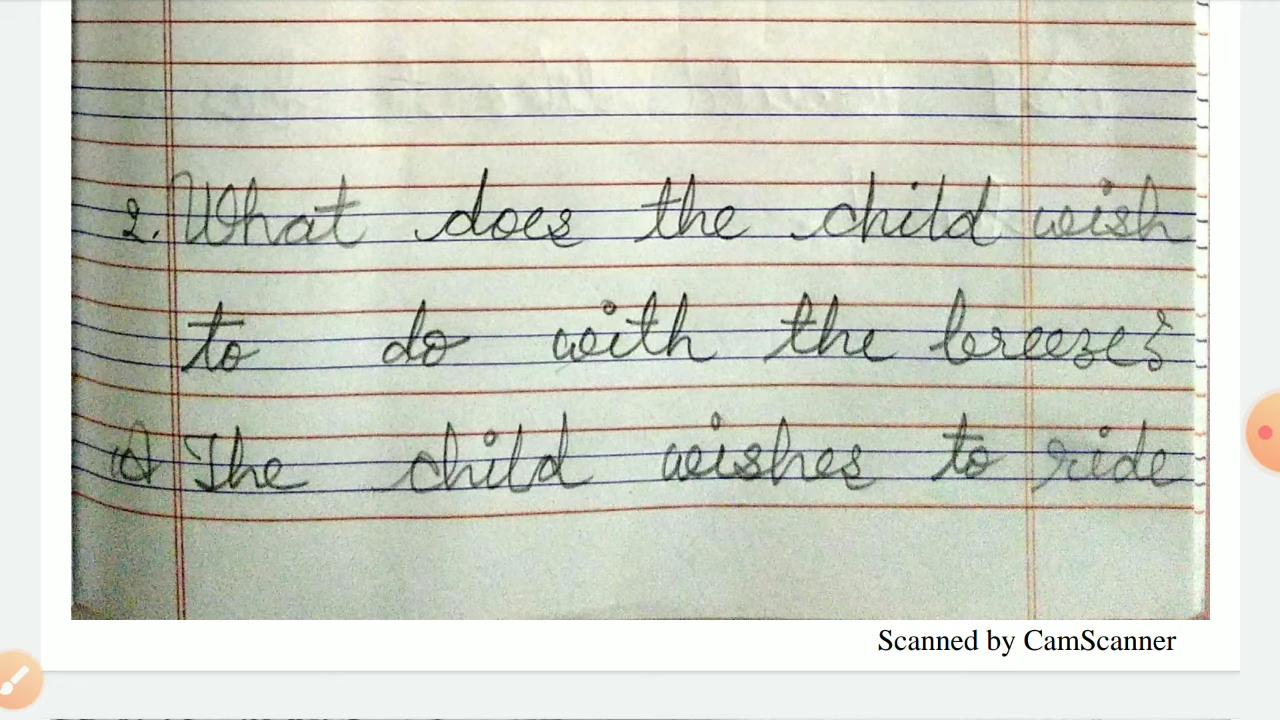 2. What does the child wish
to do with the breeze?
A The child wishes to ride
Scanned by CamScanner